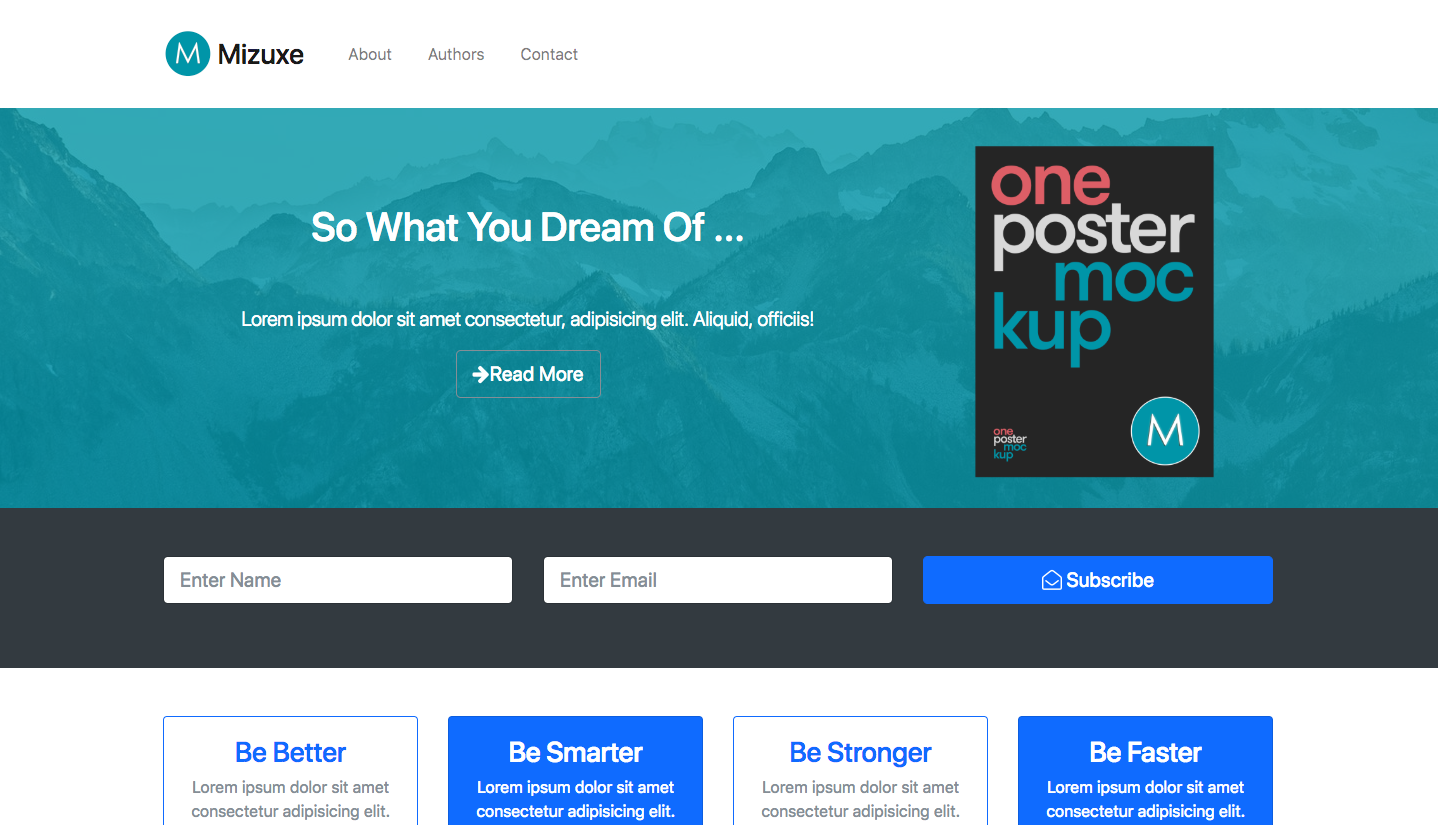 M Mizuxe About Authors Contact
So What You Dream Of ...
Lorem ipsum dolor sit amet consectetur, adipisicing elit. Aliquid, officiis!
Read More
one
poster
moc
kup
one
poster
moc
kup
M
Enter Name Enter Email Subscribe
Be Better
Lorem ipsum dolor sit amet
consectetur adipisicing elit.
Be Smarter
Lorem ipsum dolor sit amet
consectetur adipisicing elit.
Be Stronger
Lorem ipsum dolor sit amet
consectetur adipisicing elit.
Be Faster
Lorem ipsum dolor sit amet
consectetur adipisicing elit.